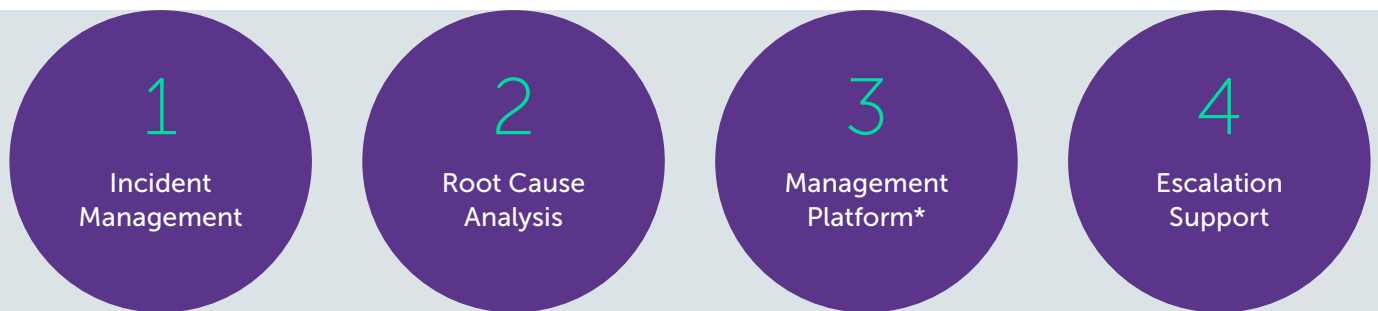 1
Incident
Management
2
Root Cause
Analysis
3
Management
Platform*
4
Escalation
Support